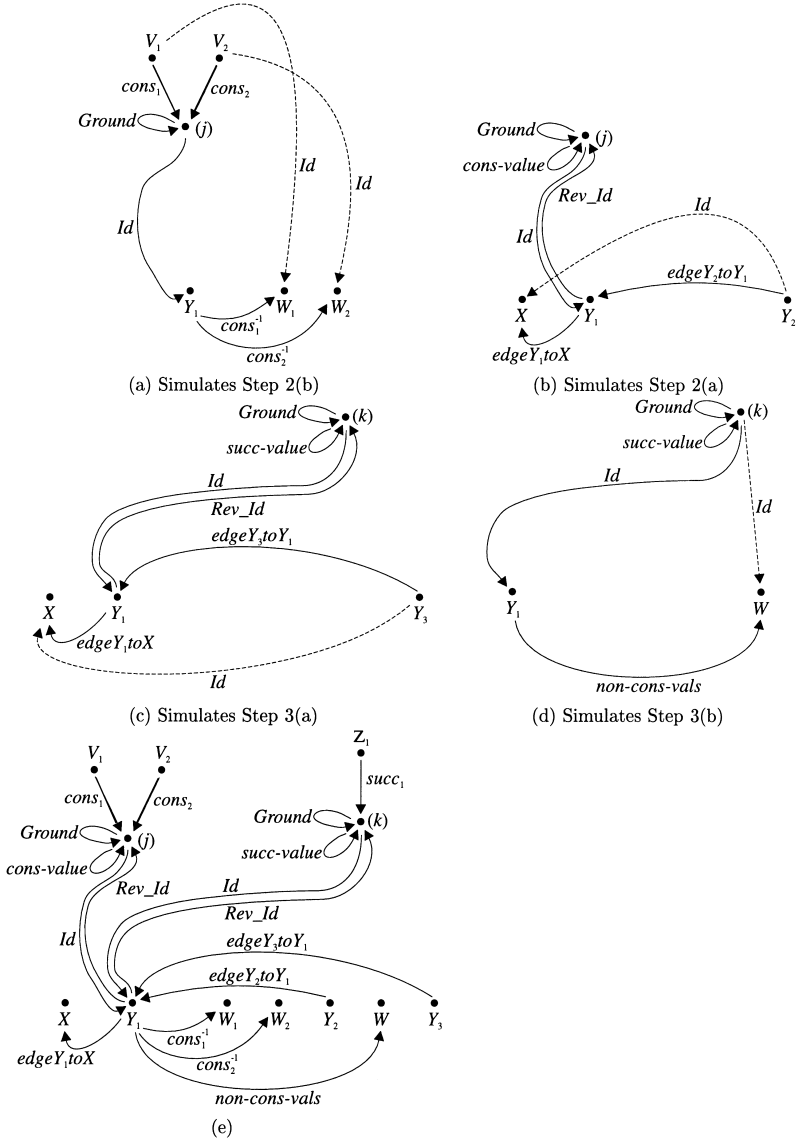 V₁ V₂
cons₁ cons₂
Ground (j)
Id Id Id
Y₁ W₁ W₂
cons₁⁻¹
cons₂⁻¹
(a) Simulates Step 2(b)
Ground (j)
cons-value
Rev_Id
Id Id
edgeY₂toY₁
X Y₁ Y₂
edgeY₁toX
(b) Simulates Step 2(a)
Ground (k)
succ-value
Id
Rev_Id
edgeY₃toY₁
X Y₁ Y₃
edgeY₁toX
Id
(c) Simulates Step 3(a)
Ground (k)
succ-value
Id
Id
Y₁ W
non-cons-vals
(d) Simulates Step 3(b)
V₁ V₂ Z₁
cons₁ cons₂ succ₁
Ground (j) Ground (k)
cons-value succ-value
Rev_Id Id
Rev_Id
Id edgeY₃toY₁
edgeY₂toY₁
X Y₁ W₁ W₂ Y₂ W Y₃
edgeY₁toX cons₁⁻¹
cons₂⁻¹
non-cons-vals
(e)